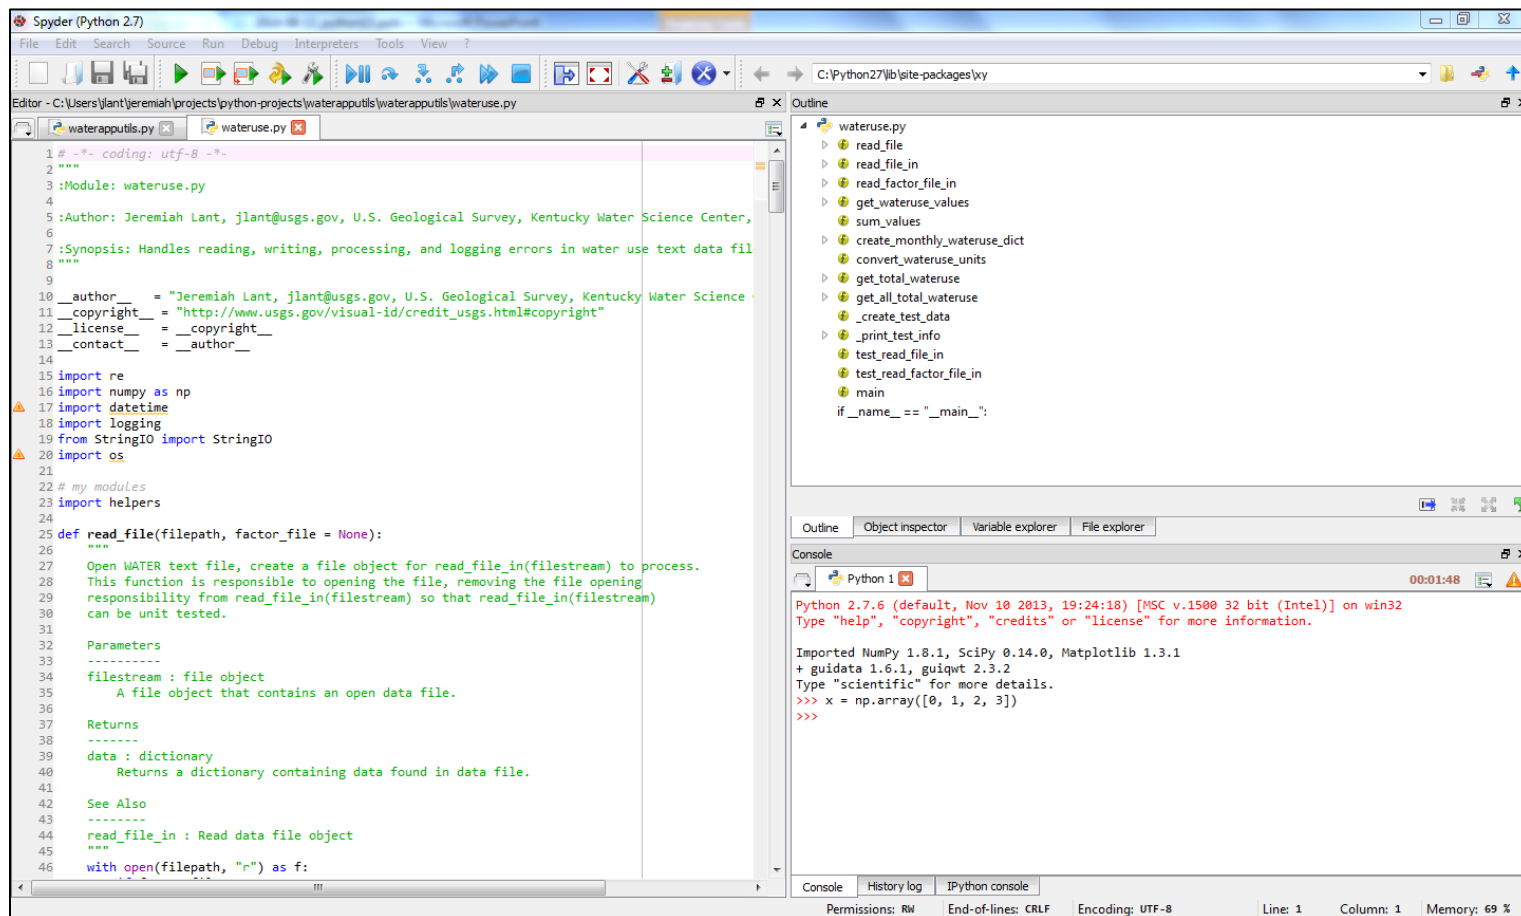 Spyder (Python 2.7)
File Edit Search Source Run Debug Interpreters Tools View ?
C:\Python27\lib\site-packages\xy
Editor - C:\Users\jlant\jeremiah\projects\python-projects\waterapputils\waterapputils\wateruse.py
waterapputils.py
wateruse.py
1 # -*- coding: utf-8 -*-
2 """
3 :Module: wateruse.py
4
5 :Author: Jeremiah Lant, jlant@usgs.gov, U.S. Geological Survey, Kentucky Water Science Center,
6
7 :Synopsis: Handles reading, writing, processing, and logging errors in water use text data fil
8 """
9
10 __author__ = "Jeremiah Lant, jlant@usgs.gov, U.S. Geological Survey, Kentucky Water Science
11 __copyright__ = "http://www.usgs.gov/visual-id/credit_usgs.html#copyright"
12 __license__ = __copyright__
13 __contact__ = __author__
14
15 import re
16 import numpy as np
17 import datetime
18 import logging
19 from StringIO import StringIO
20 import os
21
22 # my modules
23 import helpers
24
25 def read_file(filepath, factor_file = None):
26 """
27 Open WATER text file, create a file object for read_file_in(filestream) to process.
28 This function is responsible to opening the file, removing the file opening
29 responsibility from read_file_in(filestream) so that read_file_in(filestream)
30 can be unit tested.
31
32 Parameters
33 ----------
34 filestream : file object
35 A file object that contains an open data file.
36
37 Returns
38 -------
39 data : dictionary
40 Returns a dictionary containing data found in data file.
41
42 See Also
43 --------
44 read_file_in : Read data file object
45 """
46 with open(filepath, "r") as f:
Outline
wateruse.py
read_file
read_file_in
read_factor_file_in
get_wateruse_values
sum_values
create_monthly_wateruse_dict
convert_wateruse_units
get_total_wateruse
get_all_total_wateruse
_create_test_data
_print_test_info
test_read_file_in
test_read_factor_file_in
main
if __name__ == "__main__":
Outline Object inspector Variable explorer File explorer
Console
Python 1
00:01:48
Python 2.7.6 (default, Nov 10 2013, 19:24:18) [MSC v.1500 32 bit (Intel)] on win32
Type "help", "copyright", "credits" or "license" for more information.
Imported NumPy 1.8.1, SciPy 0.14.0, Matplotlib 1.3.1
+ guidata 1.6.1, guiqwt 2.3.2
Type "scientific" for more details.
>>> x = np.array([0, 1, 2, 3])
>>>
Console History log IPython console
Permissions: RW End-of-lines: CRLF Encoding: UTF-8 Line: 1 Column: 1 Memory: 69 %